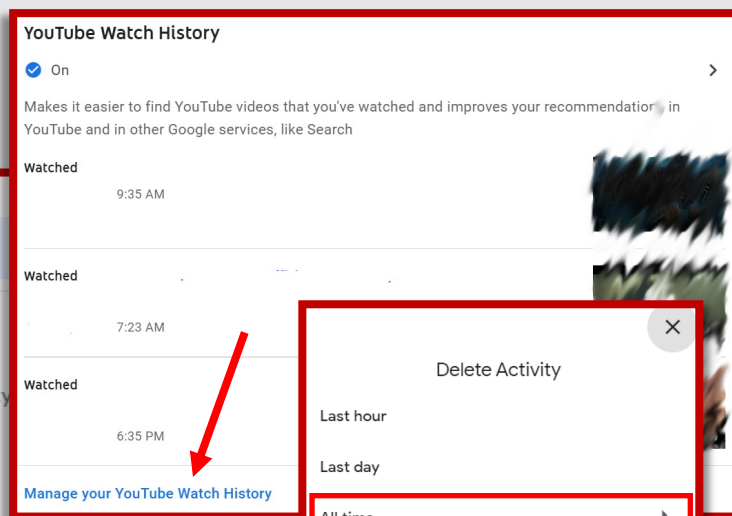 YouTube Watch History
On
Makes it easier to find YouTube videos that you've watched and improves your recommendations in
YouTube and in other Google services, like Search
Watched
9:35 AM
Watched
7:23 AM
Watched
6:35 PM
Manage your YouTube Watch History
Delete Activity
Last hour
Last day
All time